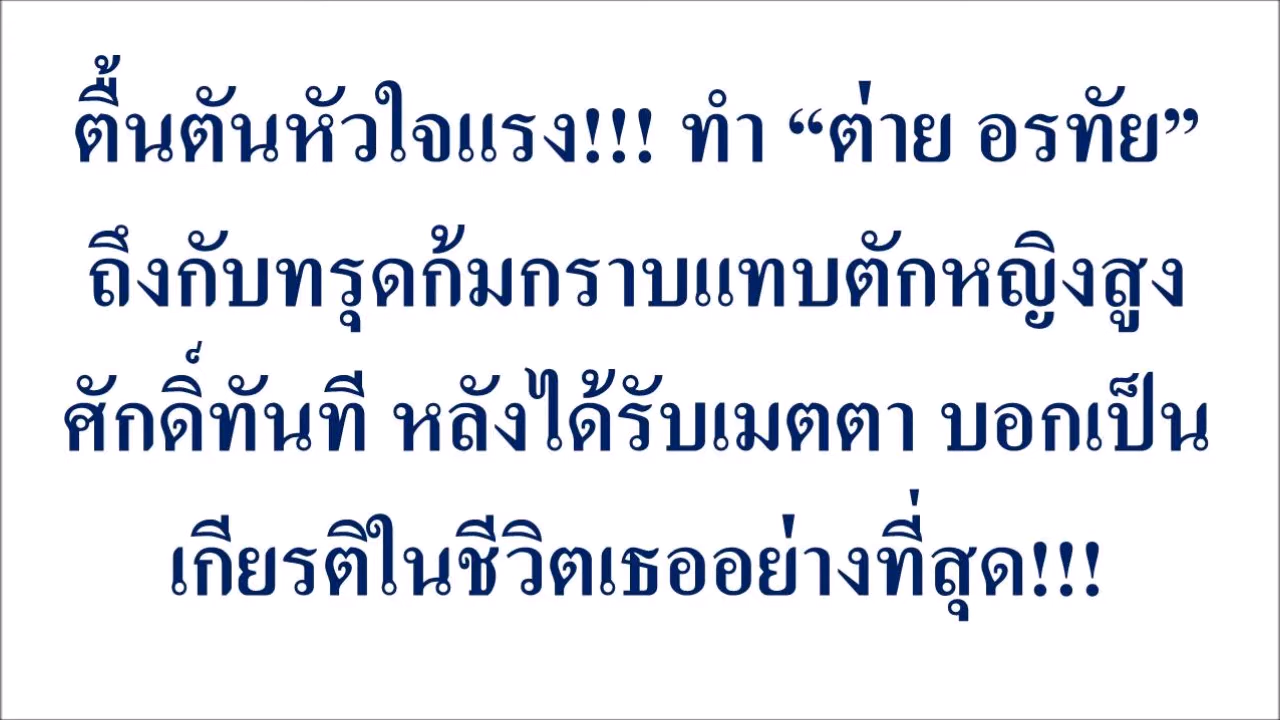 ตื้นตันหัวใจแรง!!! ทำ “ต่าย อรทัย”
ถึงกับทรุดก้มกราบแทบตักหญิงสูง
ศักดิ์ทันที หลังได้รับเมตตา บอกเป็น
เกียรติในชีวิตเธออย่างที่สุด!!!